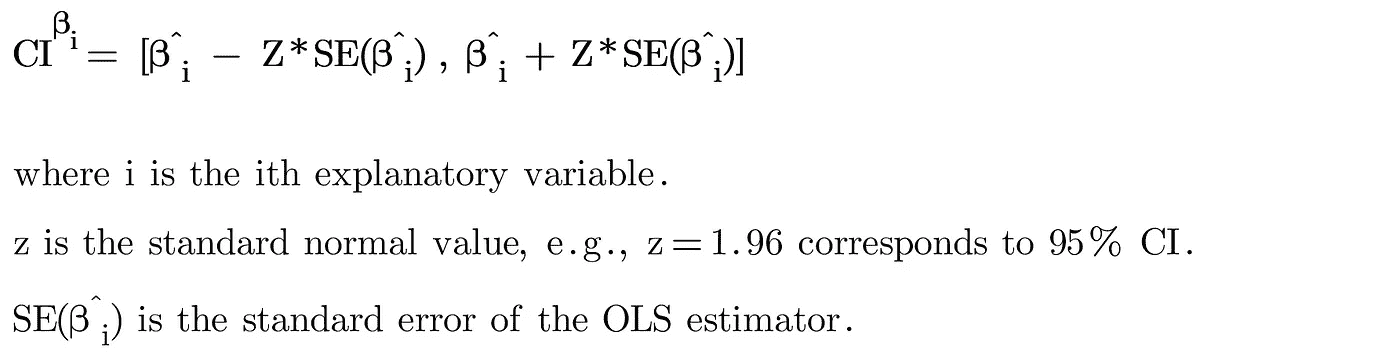 CI^βᵢ = [β̂ᵢ − Z*SE(β̂ᵢ) , β̂ᵢ + Z*SE(β̂ᵢ)]
where i is the ith explanatory variable.
z is the standard normal value, e.g., z=1.96 corresponds to 95% CI.
SE(β̂ᵢ) is the standard error of the OLS estimator.